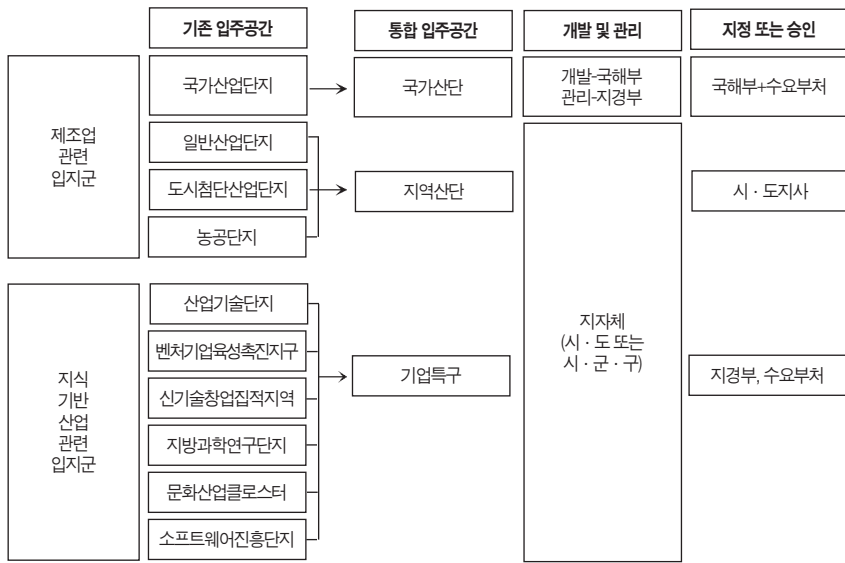 기존 입주공간
통합 입주공간
개발 및 관리
지정 또는 승인
제조업
관련
입지군
국가산업단지
국가산단
개발-국해부
관리-지경부
국해부+수요부처
일반산업단지
도시첨단산업단지
농공단지
지역산단
시 · 도지사
지식
기반
산업
관련
입지군
산업기술단지
벤처기업육성촉진지구
신기술창업집적지역
지방과학연구단지
문화산업클로스터
소프트웨어진흥단지
기업특구
지자체
(시 · 도 또는
시 · 군 · 구)
지경부, 수요부처